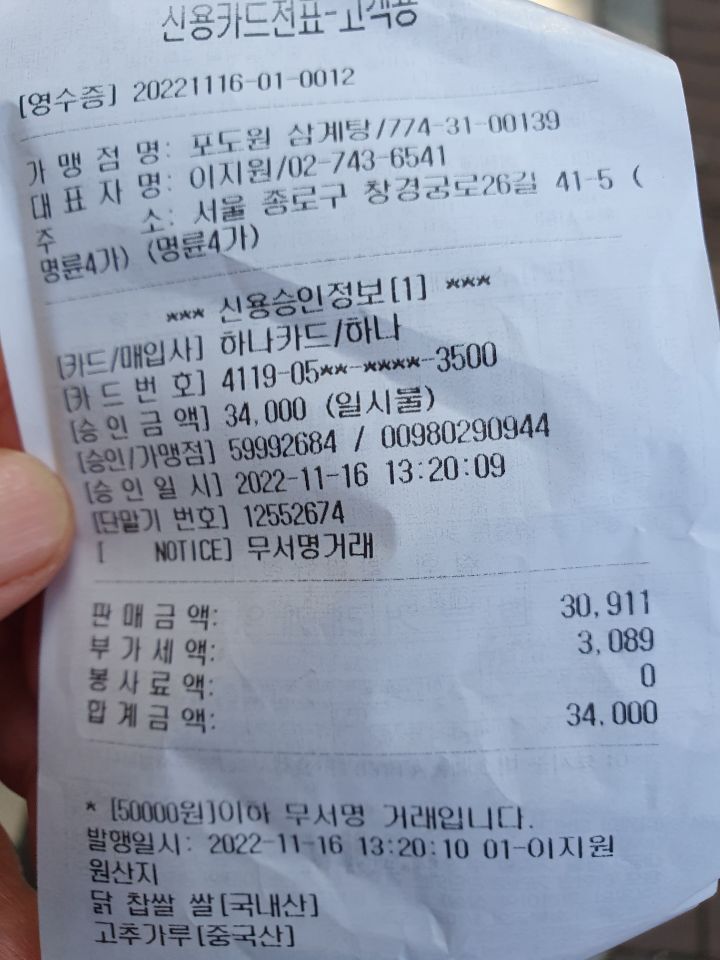 신용카드전표-고객용
[영수증] 20221116-01-0012
가 맹 점 명: 포도원 삼계탕/774-31-00139
대 표 자 명: 이지원/02-743-6541
주 소: 서울 종로구 창경궁로26길 41-5 (
명륜4가) (명륜4가)
*** 신용승인정보[1] ***
[카드/매입사] 하나카드/하나
[카 드 번 호] 4119-05**-****-3500
[승 인 금 액] 34,000 (일시불)
[승인/가맹점] 59992684 / 00980290944
[승 인 일 시] 2022-11-16 13:20:09
[단말기 번호] 12552674
[ NOTICE] 무서명거래
판 매 금 액: 30,911
부 가 세 액: 3,089
봉 사 료 액: 0
합 계 금 액: 34,000
* [50000원]이하 무서명 거래입니다.
발행일시: 2022-11-16 13:20:10 01-이지원
원산지
닭 찹쌀 쌀[국내산]
고추가루[중국산]